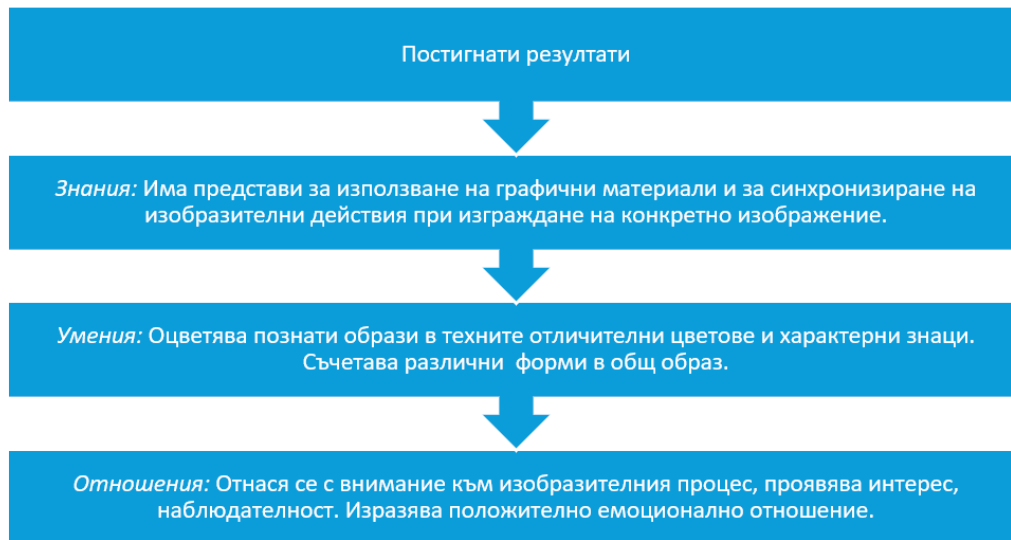 Постигнати резултати
Знания: Има представи за използване на графични материали и за синхронизиране на
изобразителни действия при изграждане на конкретно изображение.
Умения: Оцветява познати образи в техните отличителни цветове и характерни знаци.
Съчетава различни  форми в общ образ.
Отношения: Отнася се с внимание към изобразителния процес, проявява интерес,
наблюдателност. Изразява положително емоционално отношение.